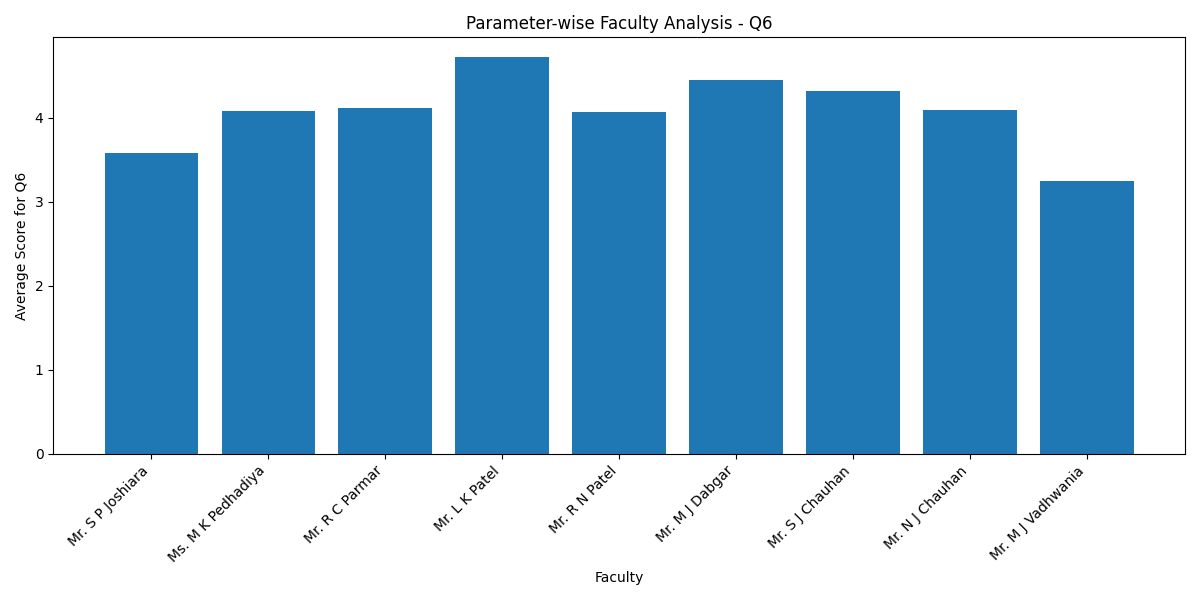 Parameter-wise Faculty Analysis - Q6
Average Score for Q6
4
3
2
1
0
Mr. S P Joshiara
Ms. M K Pedhadiya
Mr. R C Parmar
Mr. L K Patel
Mr. R N Patel
Mr. M J Dabgar
Mr. S J Chauhan
Mr. N J Chauhan
Mr. M J Vadhwania
Faculty